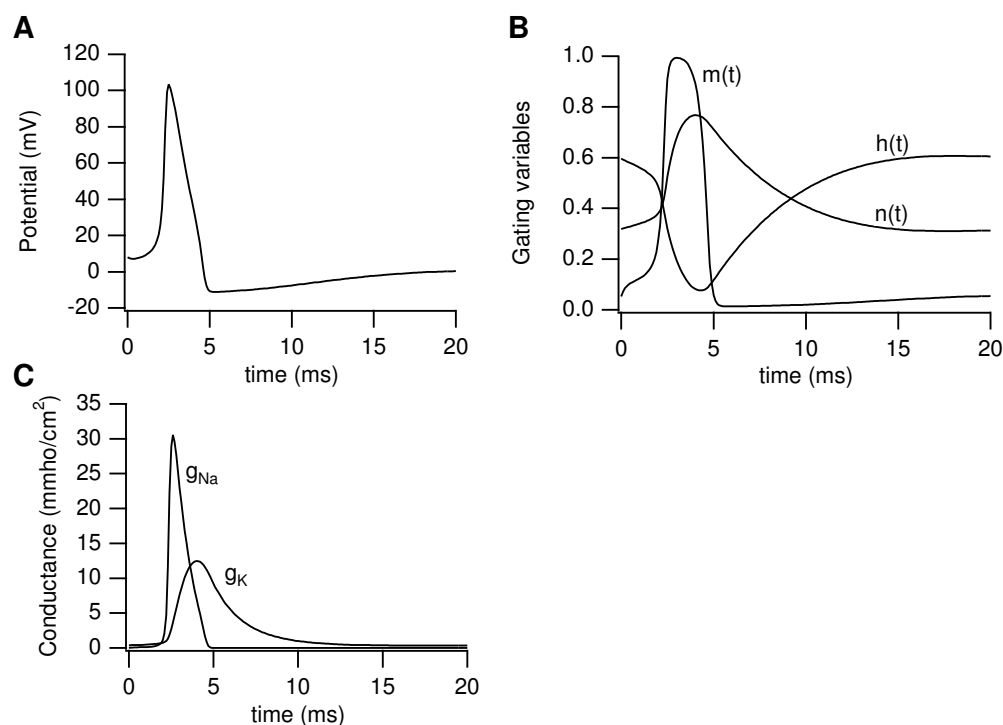 A
Potential (mV)
120
100
80
60
40
20
0
-20
0 5 10 15 20
time (ms)
B
Gating variables
1.0
0.8
0.6
0.4
0.2
0.0
m(t)
h(t)
n(t)
0 5 10 15 20
time (ms)
C
Conductance (mmho/cm²)
35
30
25
20
15
10
5
0
gNa
gK
0 5 10 15 20
time (ms)